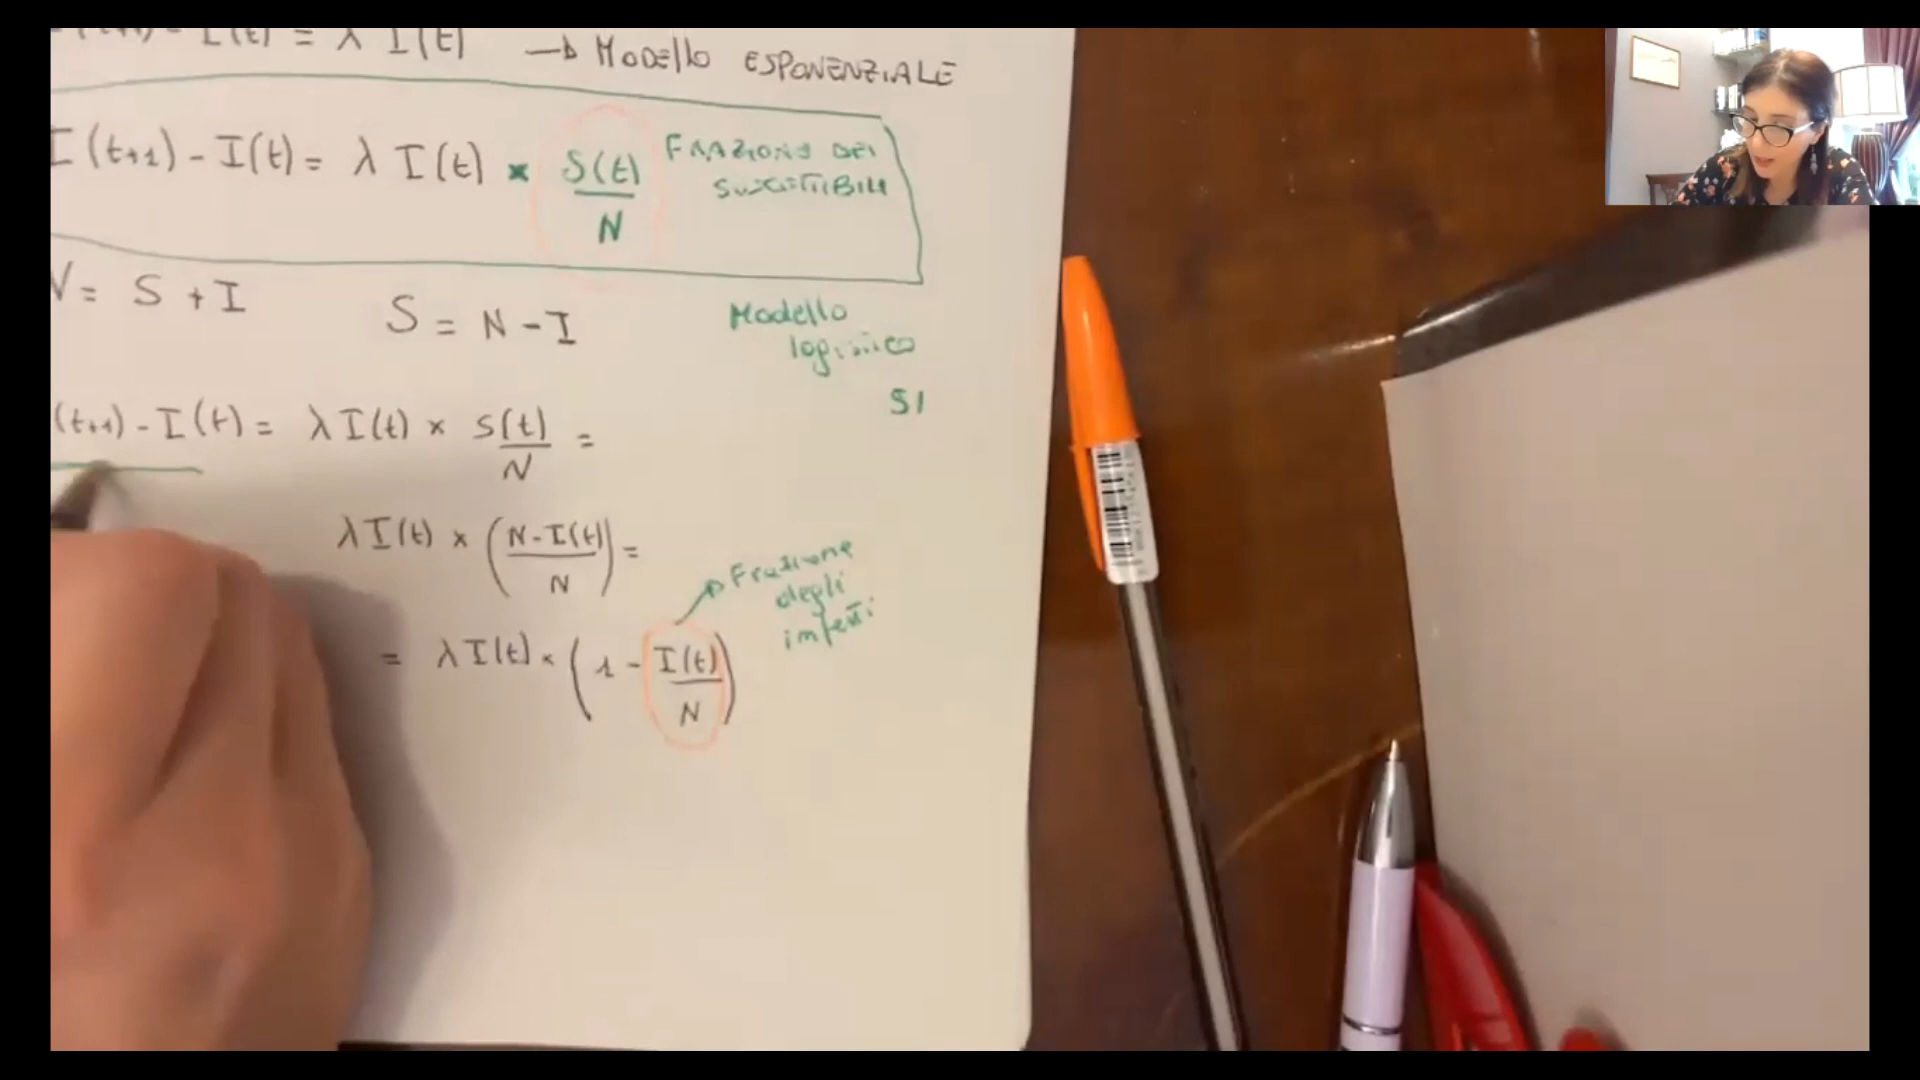 I(t) = λ I(t) → Modello ESPONENZIALE
I(t+1) - I(t) = λ I(t) × S(t)/N FRAZIONE DEI
SUSCETTIBILI
N = S + I S = N - I
Modello
logistico
SI
(t+1) - I(t) = λ I(t) × S(t)/N =
λ I(t) × (N - I(t)/N) =
→ Frazione
degli
infetti
= λ I(t) × (1 - I(t)/N)